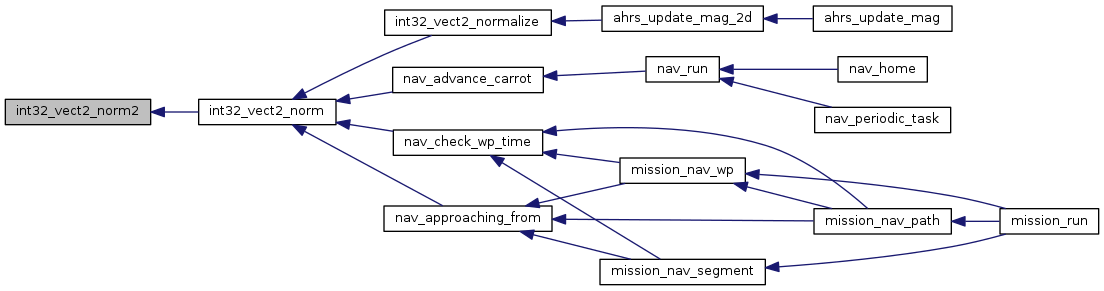 int32_vect2_normalize
ahrs_update_mag_2d
ahrs_update_mag
nav_advance_carrot
nav_run
nav_home
int32_vect2_norm2
int32_vect2_norm
nav_periodic_task
nav_check_wp_time
mission_nav_wp
nav_approaching_from
mission_nav_path
mission_run
mission_nav_segment